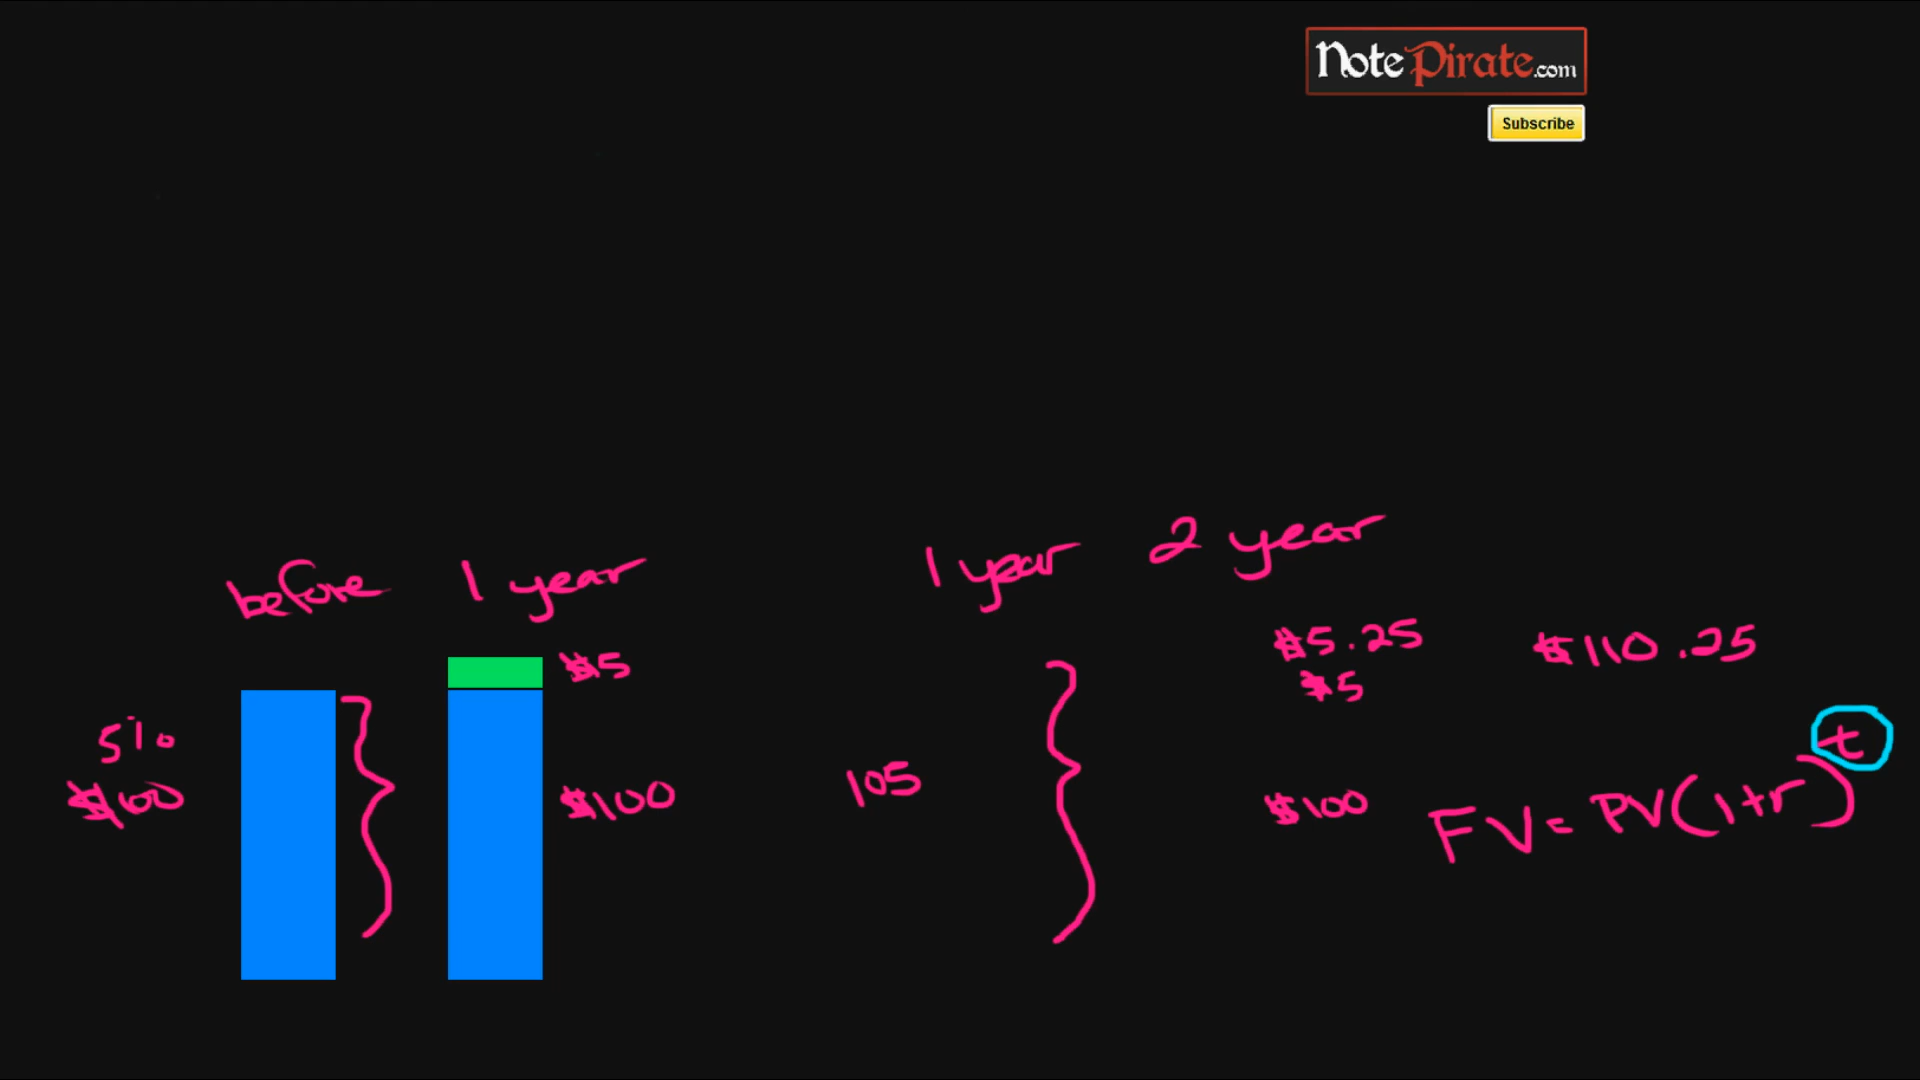 NotePirate.com
Subscribe
before 1 year
1 year 2 year
$5
$5.25 $110.25
$5
5%
$100
$100
105
$100
FV = PV(1+r)^t